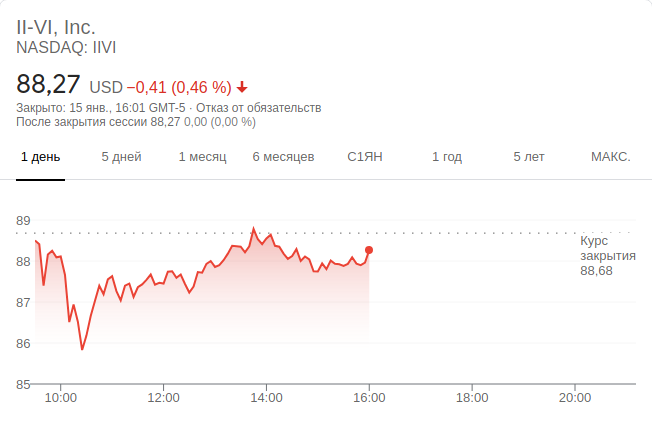 II-VI, Inc.
NASDAQ: IIVI
88,27 USD −0,41 (0,46 %)
Закрыто: 15 янв., 16:01 GMT-5 · Отказ от обязательств
После закрытия сессии 88,27 0,00 (0,00 %)
1 день 5 дней 1 месяц 6 месяцев С1ЯН 1 год 5 лет МАКС.
89
Курс
закрытия
88,68
88
87
86
85
10:00 12:00 14:00 16:00 18:00 20:00